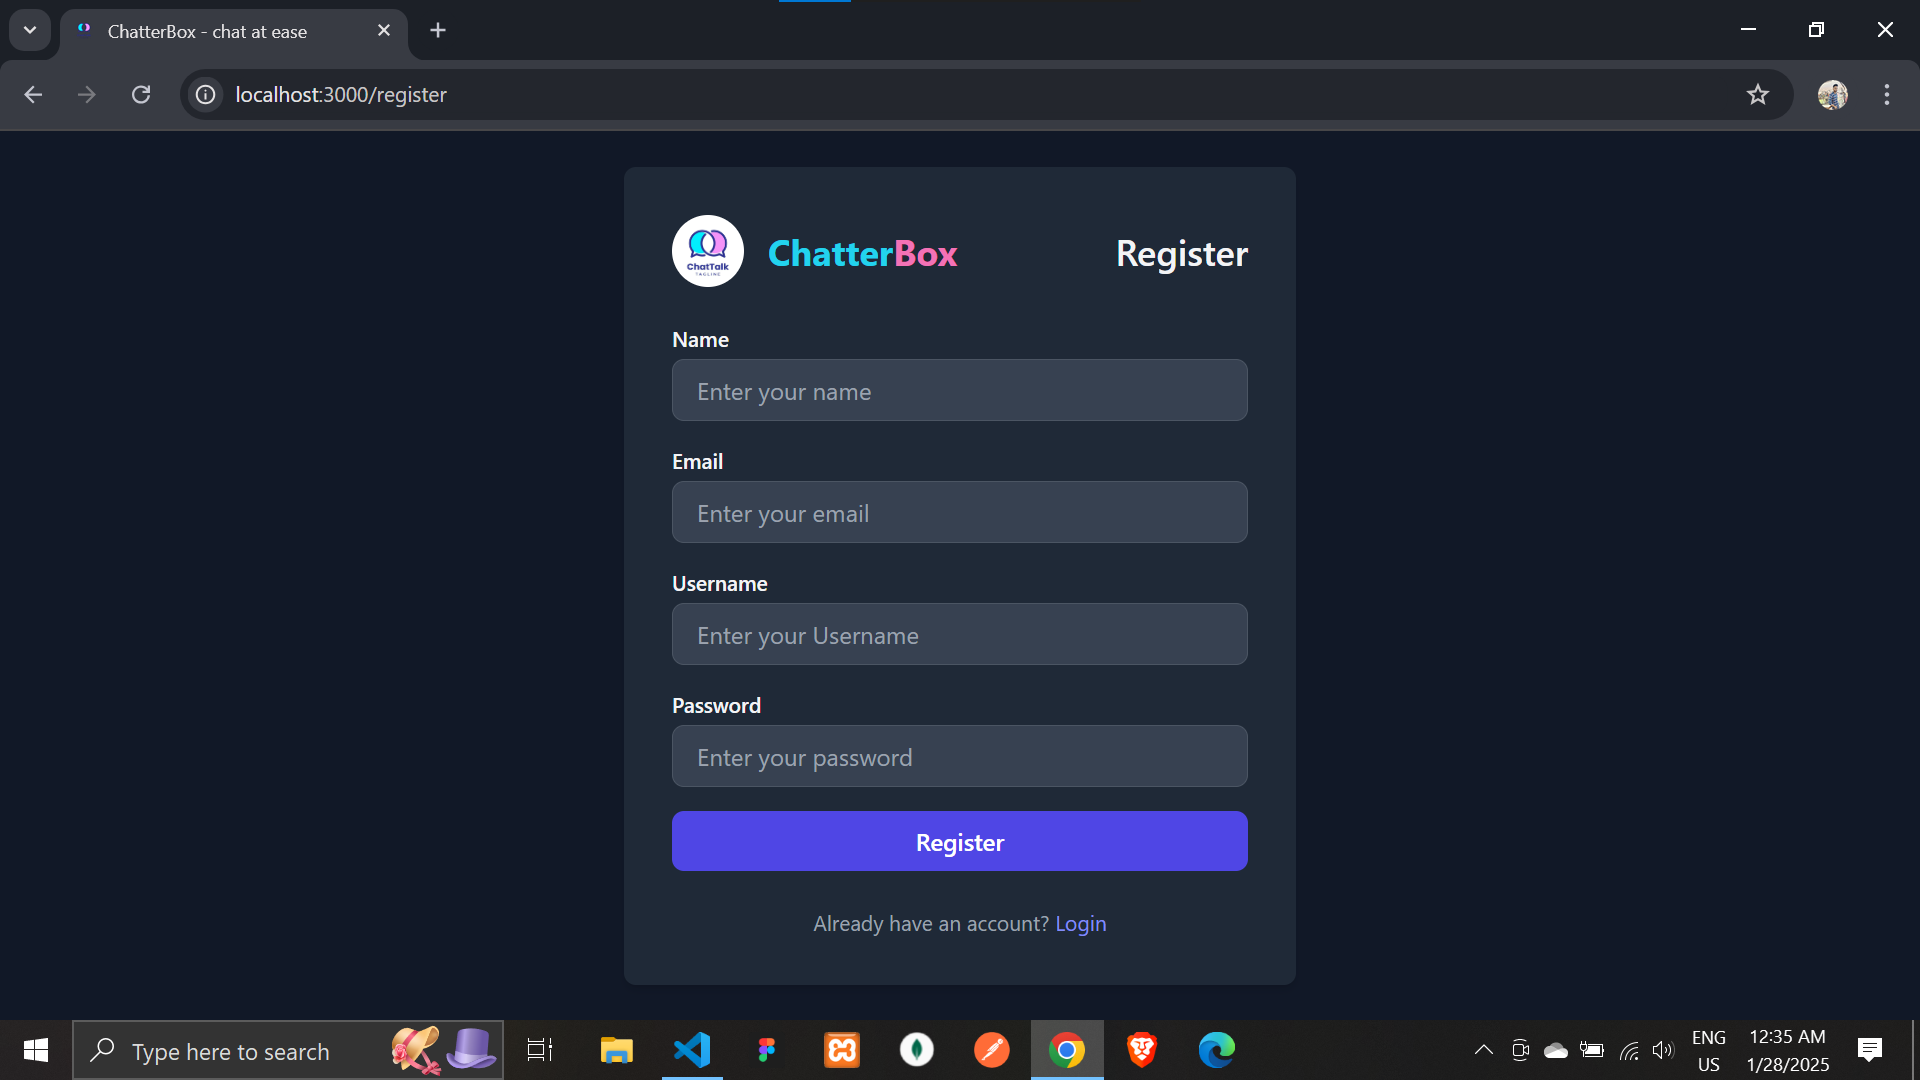 ChatterBox - chat at ease
localhost:3000/register
ChatTalk
TAGLINE
ChatterBox
Register
Name
Enter your name
Email
Enter your email
Username
Enter your Username
Password
Enter your password
Register
Already have an account? Login
Type here to search
ENG
US
12:35 AM
1/28/2025